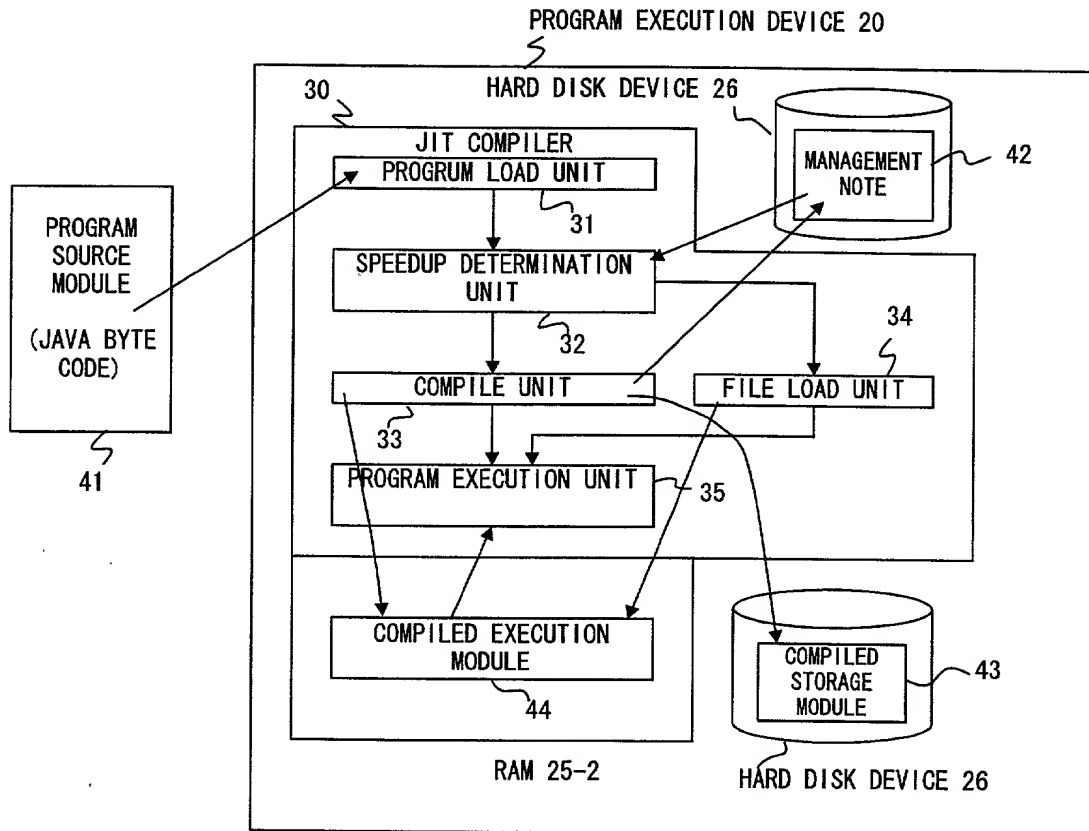 PROGRAM EXECUTION DEVICE 20
HARD DISK DEVICE 26
30
JIT COMPILER
PROGRUM LOAD UNIT
31
MANAGEMENT
NOTE
42
PROGRAM
SOURCE
MODULE
(JAVA BYTE
CODE)
41
SPEEDUP DETERMINATION
UNIT
32
34
COMPILE UNIT
33
FILE LOAD UNIT
PROGRAM EXECUTION UNIT
35
COMPILED EXECUTION
MODULE
44
COMPILED
STORAGE
MODULE
43
RAM 25-2
HARD DISK DEVICE 26